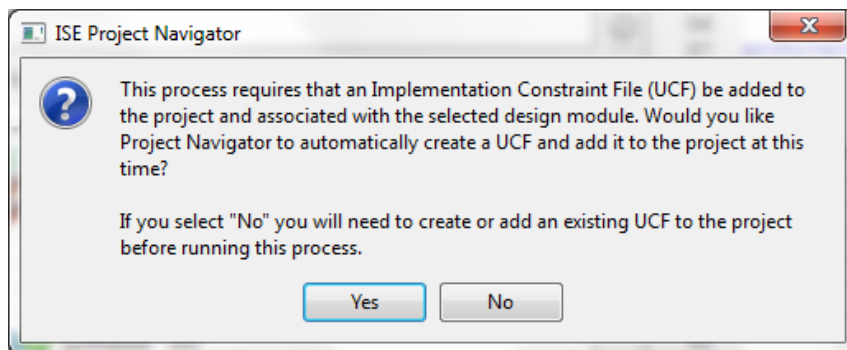 ISE Project Navigator
This process requires that an Implementation Constraint File (UCF) be added to
the project and associated with the selected design module. Would you like
Project Navigator to automatically create a UCF and add it to the project at this
time?
If you select "No" you will need to create or add an existing UCF to the project
before running this process.
Yes
No